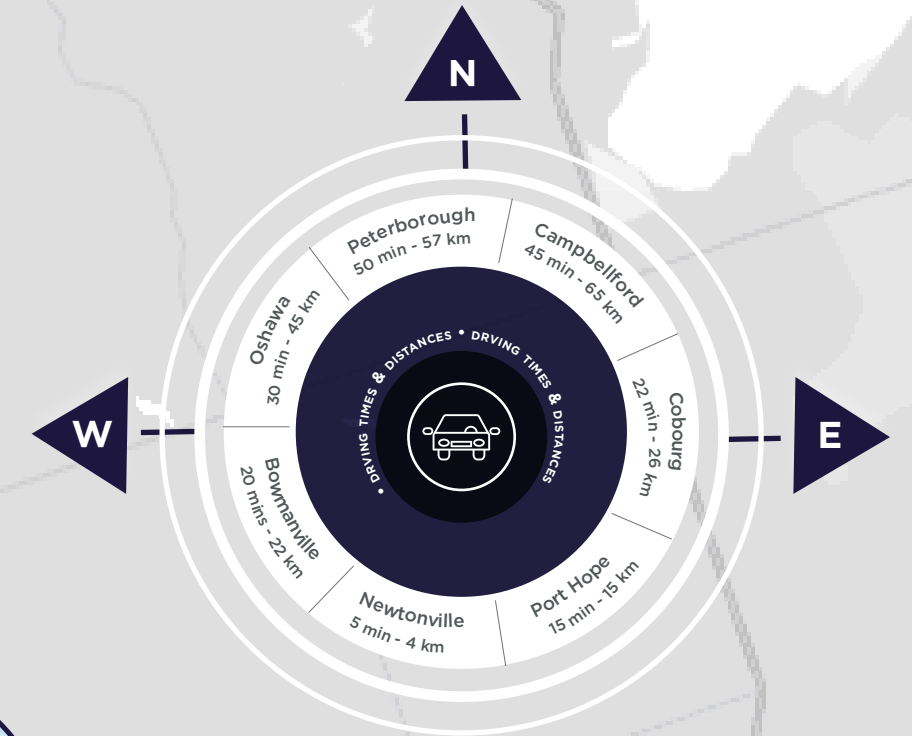 N
Peterborough
50 min - 57 km
Campbellford
45 min - 65 km
Cobourg
22 min - 26 km
Port Hope
15 min - 15 km
Newtonville
5 min - 4 km
Bowmanville
20 mins - 22 km
Oshawa
30 min - 45 km
• DRVING TIMES & DISTANCES • DRVING TIMES & DISTANCES
W
E